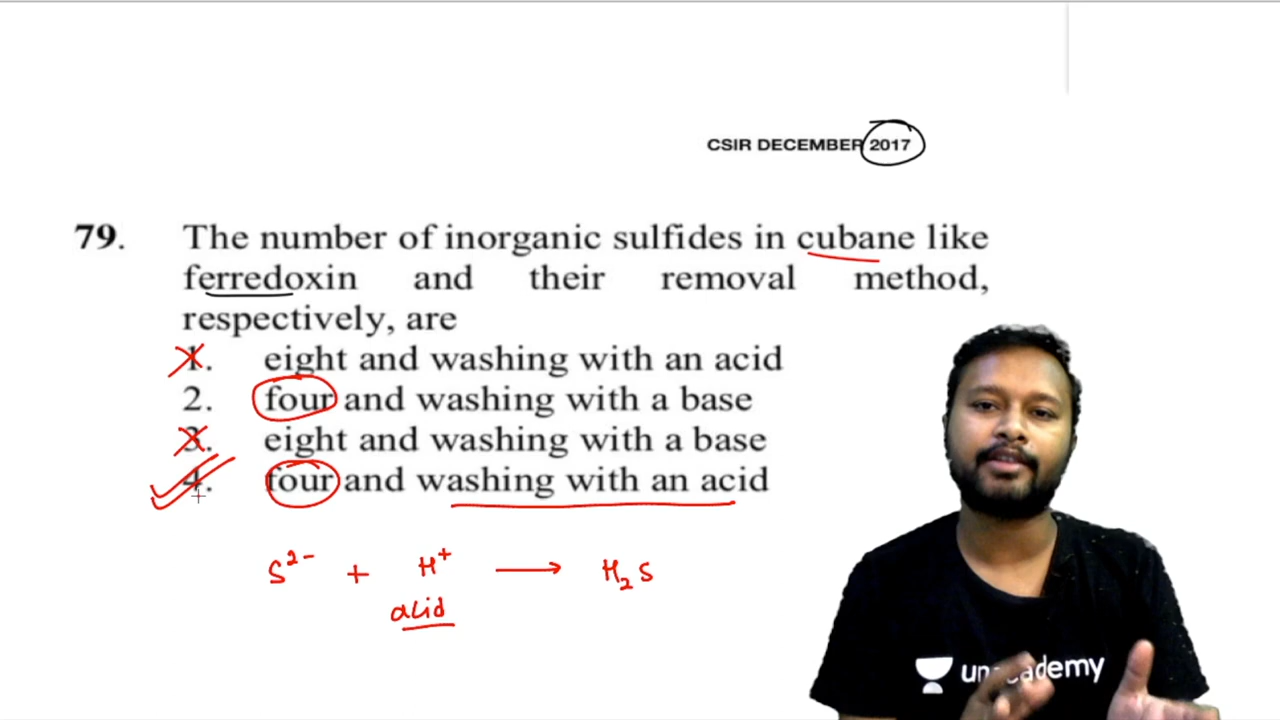 CSIR DECEMBER 2017
79. The number of inorganic sulfides in cubane like
ferredoxin and their removal method,
respectively, are
1. eight and washing with an acid
2. four and washing with a base
3. eight and washing with a base
4. four and washing with an acid
S²⁻ + H⁺ ⟶ H₂S
acid
unacademy